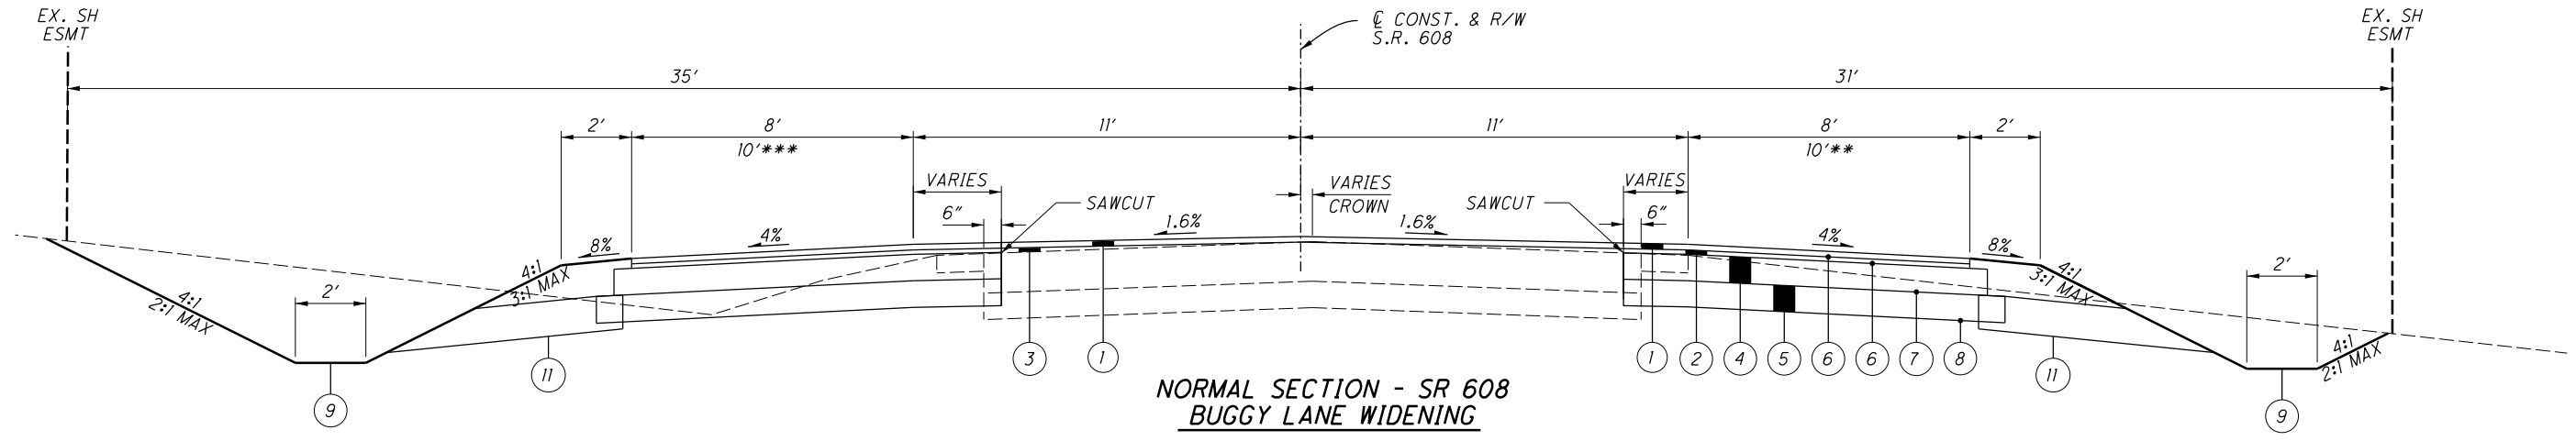 EX. SH
ESMT
℄ CONST. & R/W
S.R. 608
EX. SH
ESMT
35'
31'
2'
8'
11'
11'
8'
2'
10'***
10'**
VARIES
VARIES
CROWN
VARIES
6"
SAWCUT
SAWCUT
6"
8%
4%
1.6%
1.6%
4%
8%
4:1
2:1 MAX
2'
4:1
3:1 MAX
4:1
3:1 MAX
2'
4:1
2:1 MAX
9
11
3
1
1
2
4
5
6
6
7
8
11
9
NORMAL SECTION - SR 608
BUGGY LANE WIDENING